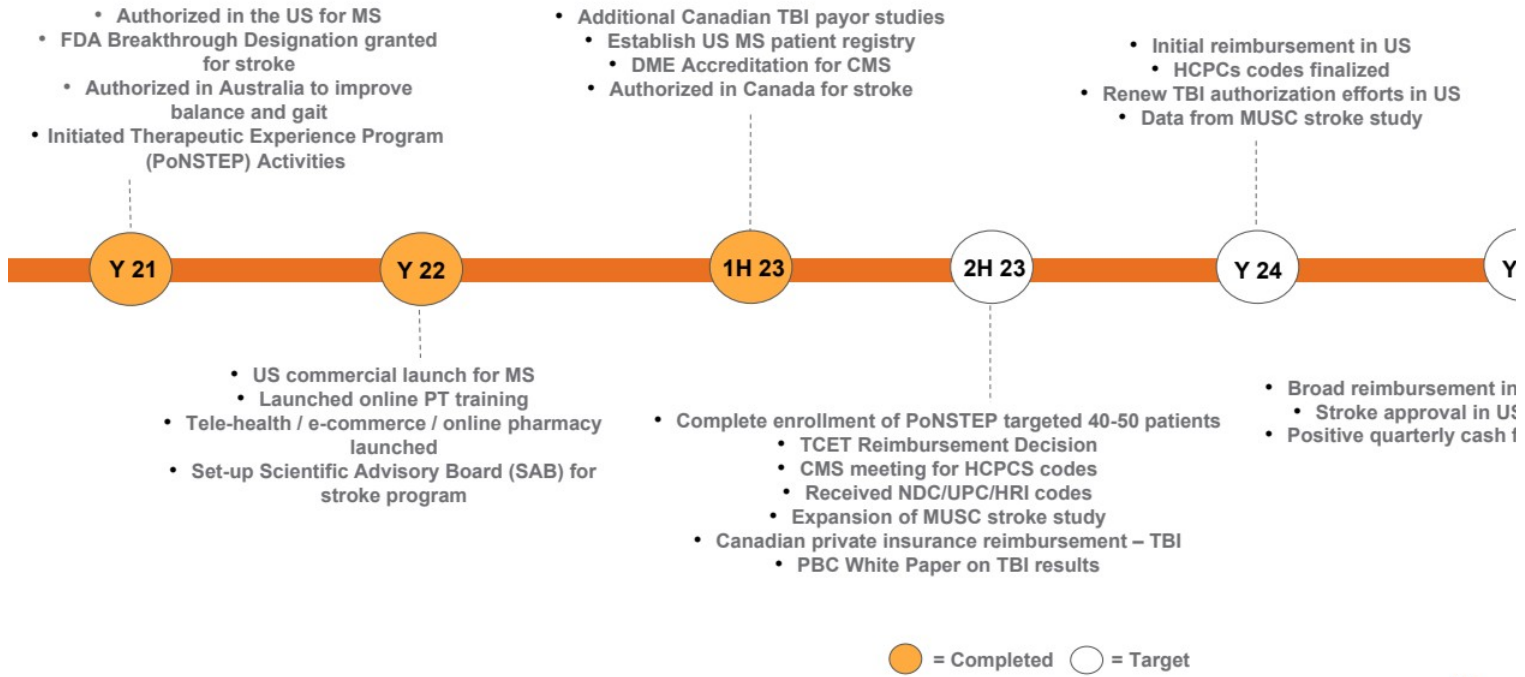 • Authorized in the US for MS
• FDA Breakthrough Designation granted
for stroke
• Authorized in Australia to improve
balance and gait
• Initiated Therapeutic Experience Program
(PoNSTEP) Activities
• Additional Canadian TBI payor studies
• Establish US MS patient registry
• DME Accreditation for CMS
• Authorized in Canada for stroke
• Initial reimbursement in US
• HCPCs codes finalized
• Renew TBI authorization efforts in US
• Data from MUSC stroke study
Y 21
Y 22
1H 23
2H 23
Y 24
Y
• US commercial launch for MS
• Launched online PT training
• Tele-health / e-commerce / online pharmacy
launched
• Set-up Scientific Advisory Board (SAB) for
stroke program
• Complete enrollment of PoNSTEP targeted 40-50 patients
• TCET Reimbursement Decision
• CMS meeting for HCPCS codes
• Received NDC/UPC/HRI codes
• Expansion of MUSC stroke study
• Canadian private insurance reimbursement – TBI
• PBC White Paper on TBI results
• Broad reimbursement in
• Stroke approval in US
• Positive quarterly cash f
= Completed
= Target